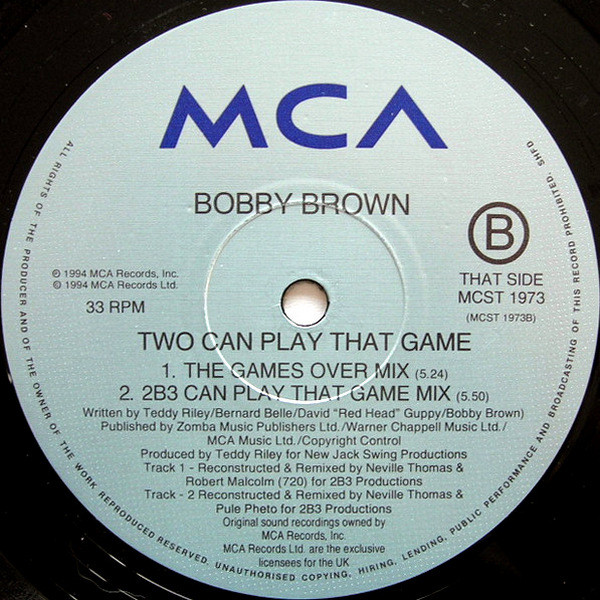 MCA
BOBBY BROWN
B
THAT SIDE
MCST 1973
(MCST 1973B)
℗ 1994 MCA Records, Inc.
© 1994 MCA Records Ltd.
33 RPM
TWO CAN PLAY THAT GAME
1. THE GAMES OVER MIX (5.24)
2. 2B3 CAN PLAY THAT GAME MIX (5.50)
Written by Teddy Riley/Bernard Belle/David “Red Head” Guppy/Bobby Brown)
Published by Zomba Music Publishers Ltd./Warner Chappell Music Ltd./
MCA Music Ltd./Copyright Control
Produced by Teddy Riley for New Jack Swing Productions
Track 1 - Reconstructed & Remixed by Neville Thomas &
Robert Malcolm (720) for 2B3 Productions
Track - 2 Reconstructed & Remixed by Neville Thomas &
Pule Pheto for 2B3 Productions
Original sound recordings owned by
MCA Records, Inc.
MCA Records Ltd. are the exclusive
licensees for the UK
ALL RIGHTS OF THE PRODUCER AND OF THE OWNER OF THE WORK REPRODUCED RESERVED. UNAUTHORISED COPYING, HIRING, LENDING, PUBLIC PERFORMANCE AND BROADCASTING OF THIS RECORD PROHIBITED. SHFD